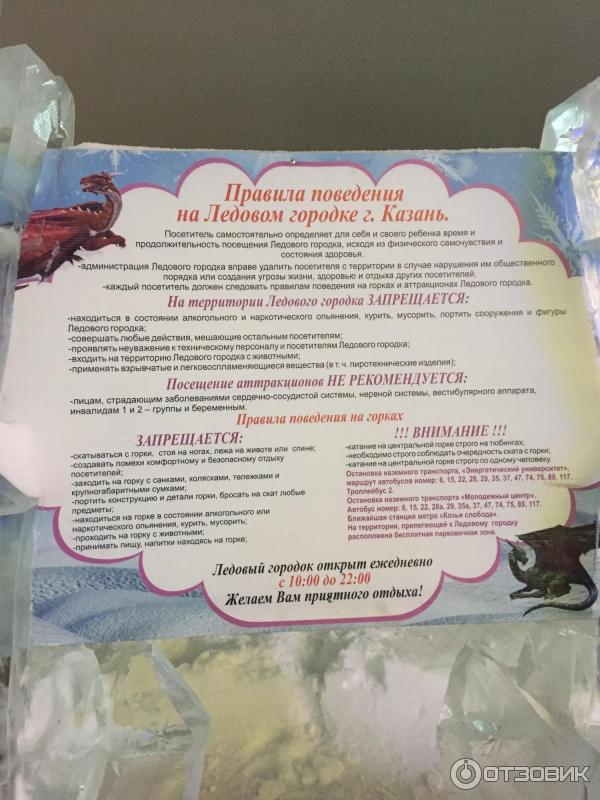 Правила поведения
на Ледовом городке г. Казань.
Посетитель самостоятельно определяет для себя и своего ребенка время и
продолжительность посещения Ледового городка, исходя из физического самочувствия и
состояния здоровья.
-администрация Ледового городка вправе удалить посетителя с территории в случае нарушения им общественного
порядка или создания угрозы жизни, здоровью и отдыха других посетителей.
-каждый посетитель должен следовать правилам поведения на горках и аттракционах Ледового городка.
На территории Ледового городка ЗАПРЕЩАЕТСЯ:
-находиться в состоянии алкогольного и наркотического опьянения, курить, мусорить, портить сооружения и фигуры
Ледового городка;
-совершать любые действия, мешающие остальным посетителям;
-проявлять неуважение к техническому персоналу и посетителям Ледового городка;
-входить на территорию Ледового городка с животными;
-применять взрывчатые и легковоспламеняющиеся вещества (в т. ч. пиротехнические изделия);
Посещение аттракционов НЕ РЕКОМЕНДУЕТСЯ:
-лицам, страдающим заболеваниями сердечно-сосудистой системы, нервной системы, вестибулярного аппарата,
инвалидам 1 и 2 – группы и беременным.
Правила поведения на горках
ЗАПРЕЩАЕТСЯ:
-скатываться с горки, стоя на ногах, лежа на животе или спине;
-создавать помехи комфортному и безопасному отдыху
посетителей;
-заходить на горку с санками, колясками, тележками и
крупногабаритными сумками;
-портить конструкцию и детали горки, бросать на скат любые
предметы;
-находиться на горке в состоянии алкогольного или
наркотического опьянения, курить, мусорить;
-проходить на горку с животными;
-принимать пищу, напитки находясь на горке;
!!! ВНИМАНИЕ !!!
-катание на центральной горке строго на тюбингах;
-необходимо строго соблюдать очередность ската с горки;
-катание на центральной горке строго по одному человеку.
Остановка наземного транспорта, «Энергетический университет»,
маршрут автобусов номер: 6, 15, 22, 28, 29, 35, 37, 47, 74, 75, 89, 117.
Троллейбус 2.
Остановка наземного транспорта «Молодежный центр»,
Автобус номер: 6, 15, 22, 28а, 29, 35а, 37, 47, 74, 75, 89, 117.
Ближайшая станция метро «Козья слобода».
На территории, прилегающей к Ледовому городку
расположена бесплатная парковочная зона.
Ледовый городок открыт ежедневно
с 10:00 до 22:00
Желаем Вам приятного отдыха!
ОТЗОВИК